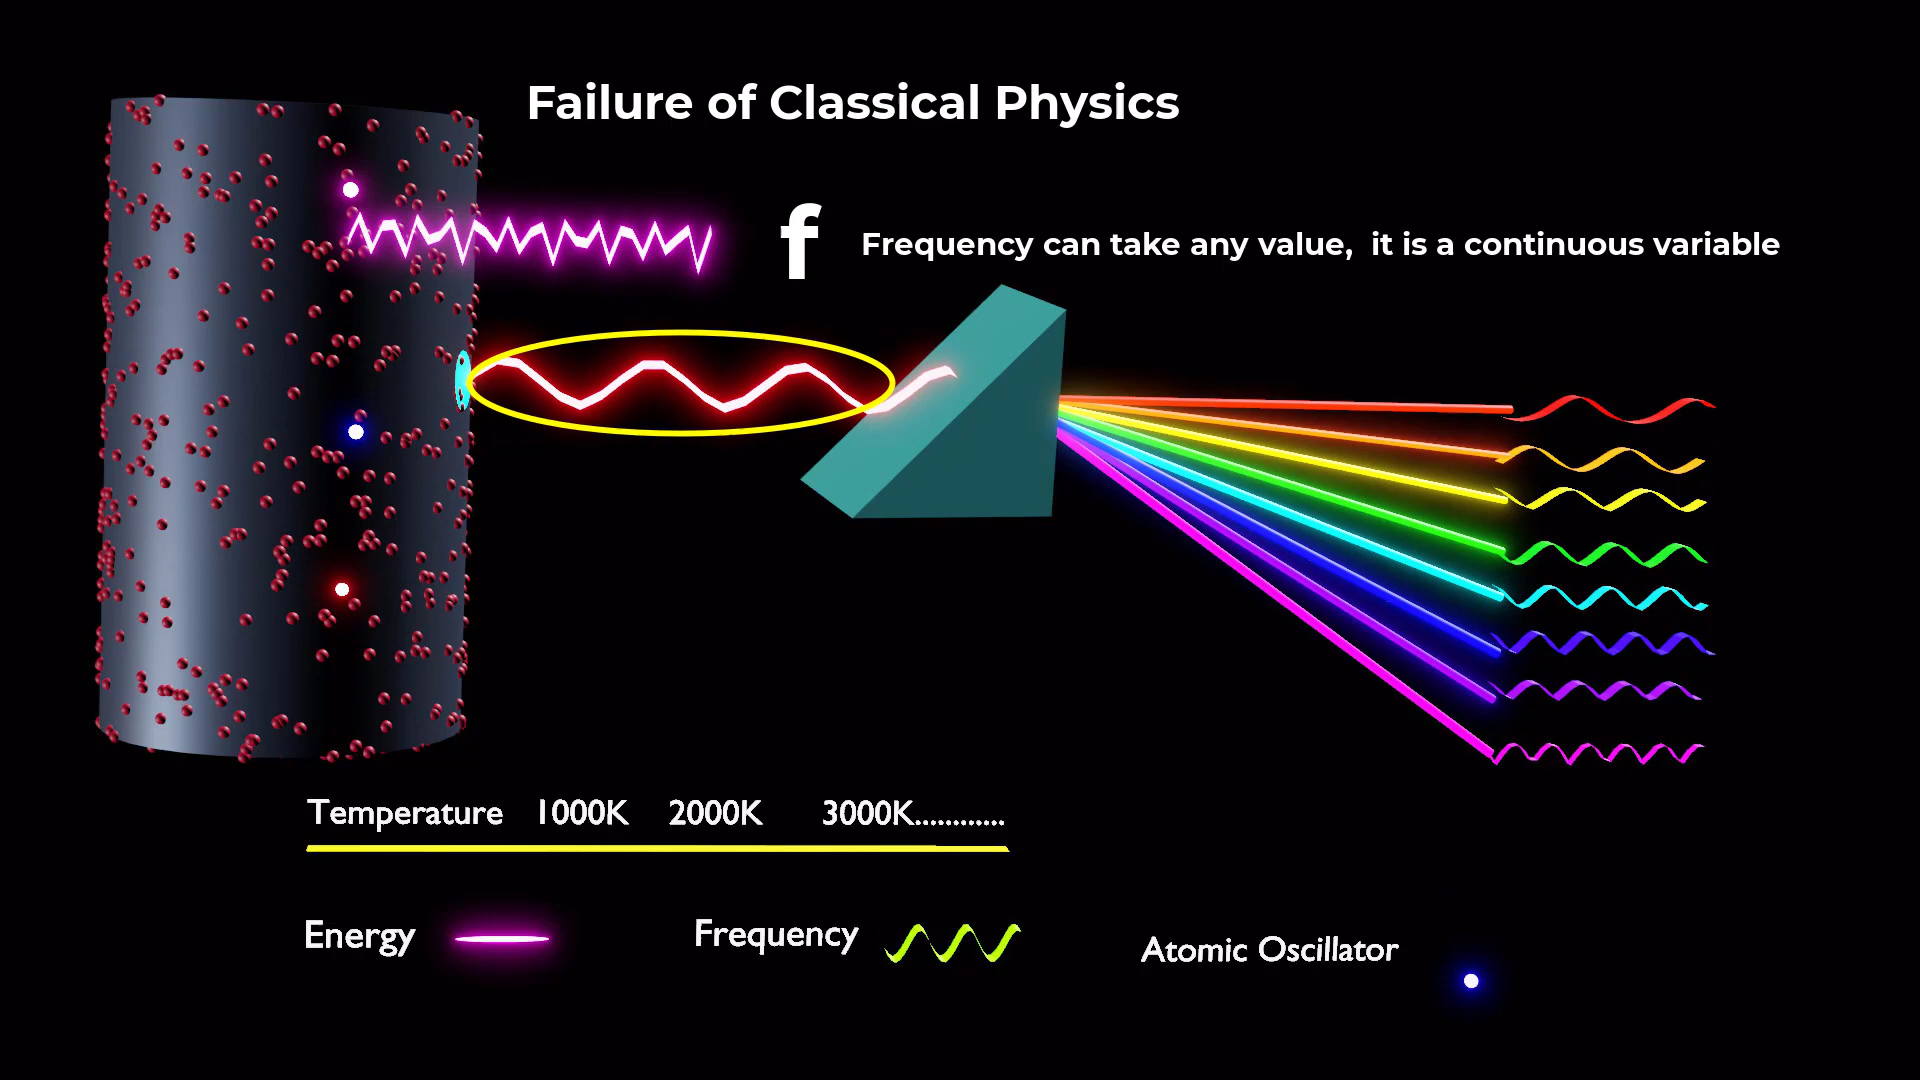 Failure of Classical Physics
f Frequency can take any value, it is a continuous variable
Temperature 1000K 2000K 3000K............
Energy Frequency Atomic Oscillator